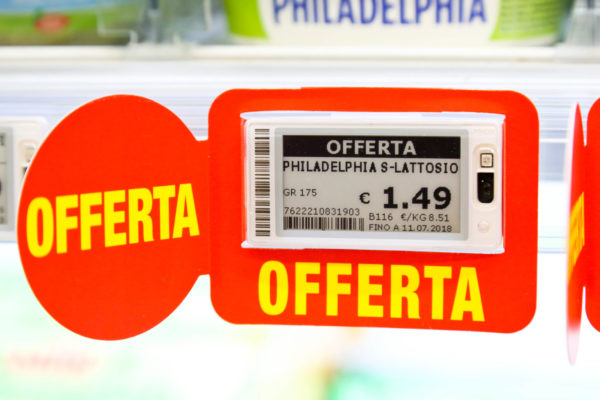 PHILADELPHIA
OFFERTA
OFFERTA
PHILADELPHIA S-LATTOSIO
GR 175
€ 1.49
7622210831903
B116 €/KG 8.51
FINO A 11.07.2018
OFFERTA